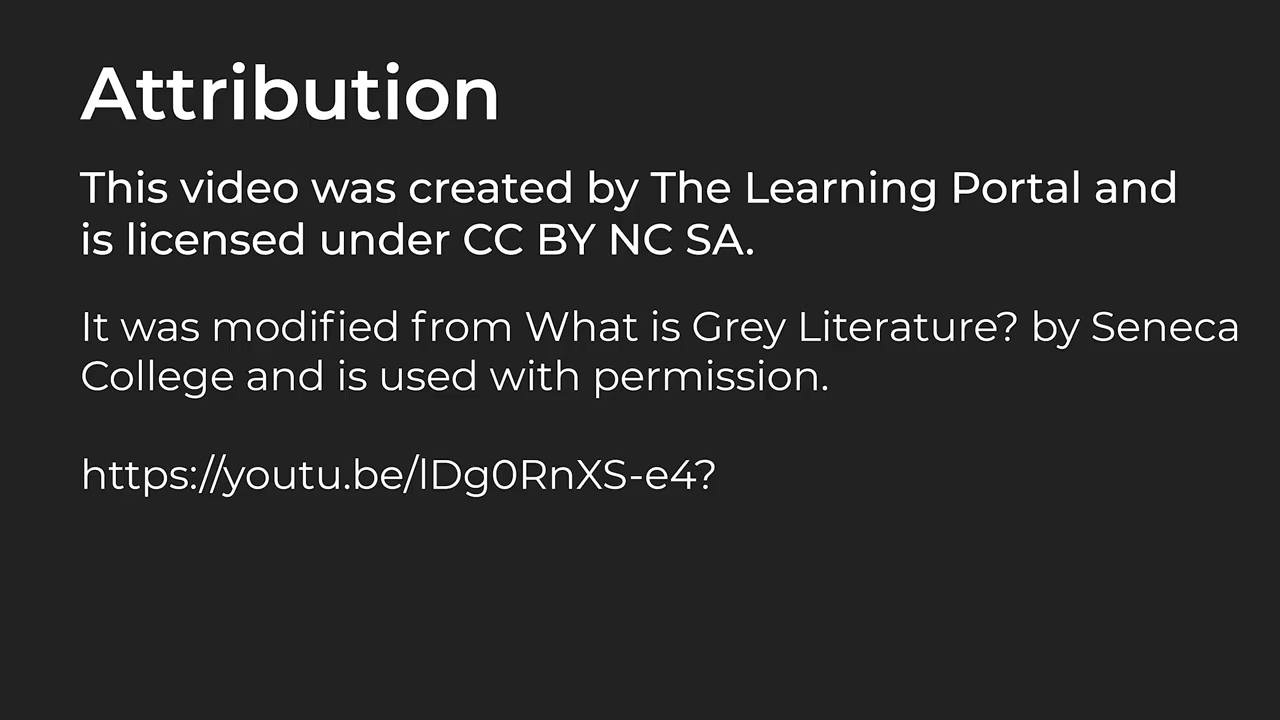 Attribution
This video was created by The Learning Portal and
is licensed under CC BY NC SA.
It was modified from What is Grey Literature? by Seneca
College and is used with permission.
https://youtu.be/lDg0RnXS-e4?